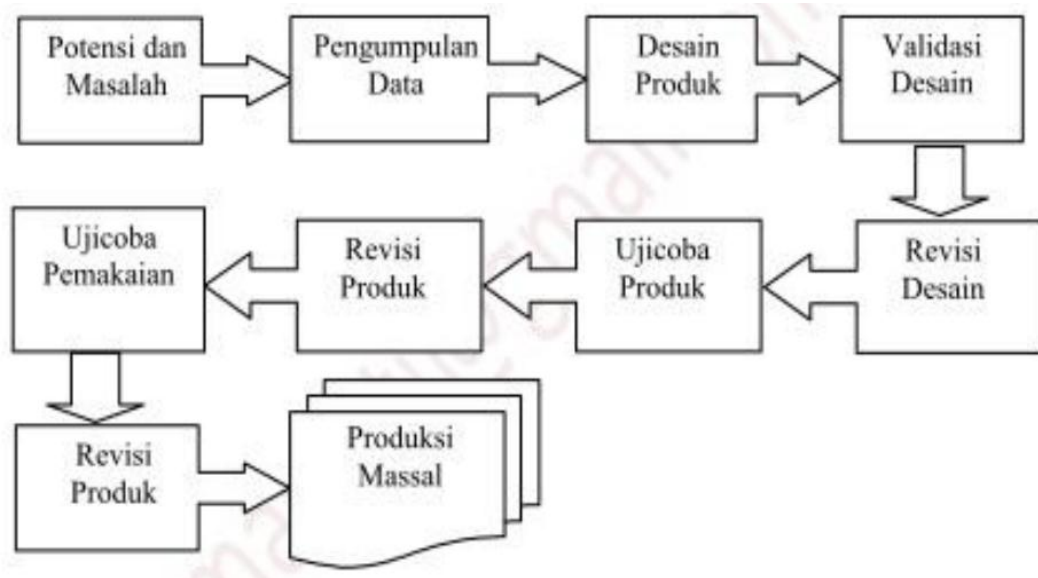 Potensi dan
Masalah
Pengumpulan
Data
Desain
Produk
Validasi
Desain
Revisi
Desain
Ujicoba
Produk
Revisi
Produk
Ujicoba
Pemakaian
Revisi
Produk
Produksi
Massal